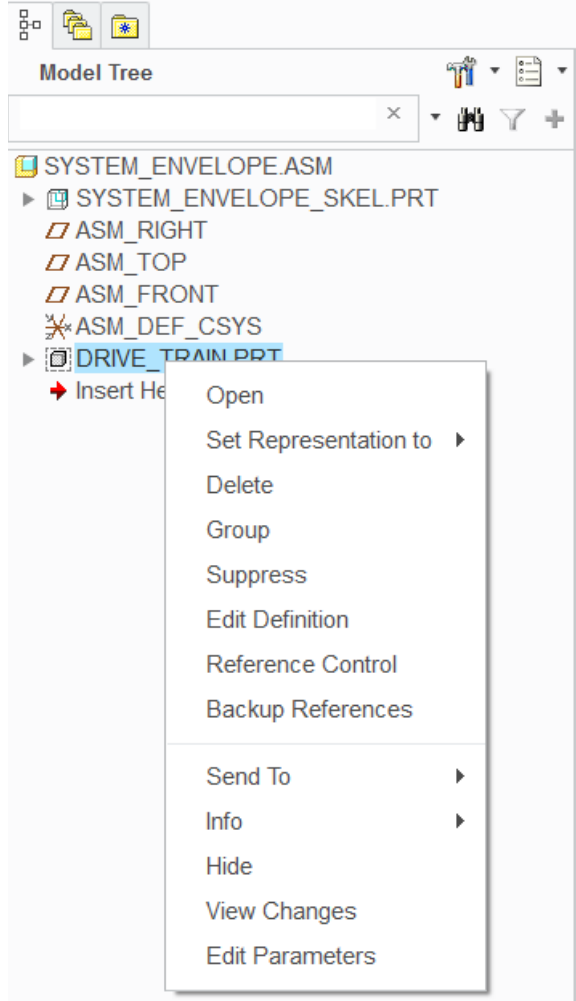 Model Tree
SYSTEM_ENVELOPE.ASM
SYSTEM_ENVELOPE_SKEL.PRT
ASM_RIGHT
ASM_TOP
ASM_FRONT
ASM_DEF_CSYS
DRIVE_TRAIN.PRT
Insert He
Open
Set Representation to
Delete
Group
Suppress
Edit Definition
Reference Control
Backup References
Send To
Info
Hide
View Changes
Edit Parameters